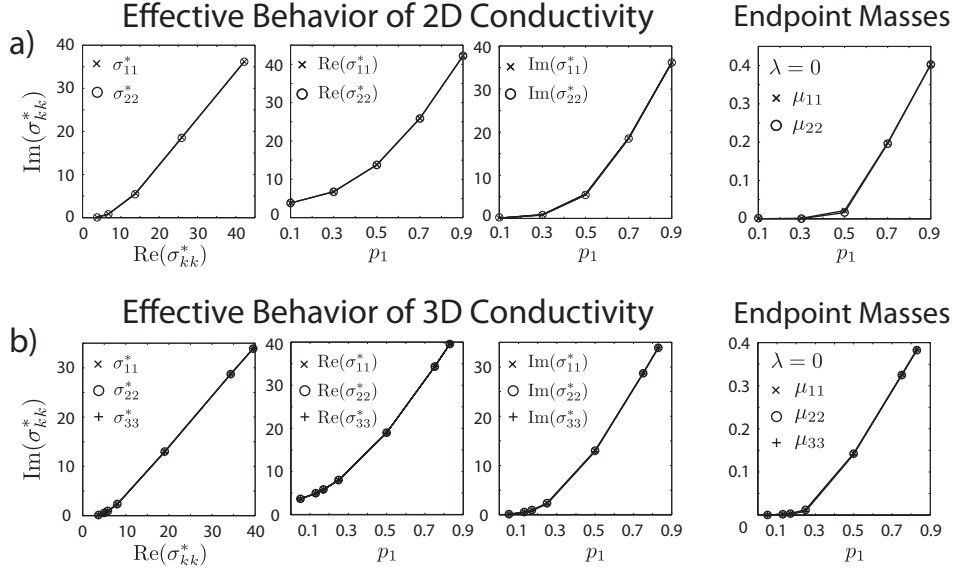 Effective Behavior of 2D Conductivity
Endpoint Masses
a)
Im(σ*kk)
40
30
20
10
0
× σ*11
○ σ*22
0 10 20 30 40
Re(σ*kk)
50
40
30
20
10
0
× Re(σ*11)
○ Re(σ*22)
0.1 0.3 0.5 0.7 0.9
p1
40
30
20
10
0
× Im(σ*11)
○ Im(σ*22)
0.1 0.3 0.5 0.7 0.9
p1
0.4
0.3
0.2
0.1
0
λ = 0
× μ11
○ μ22
0.1 0.3 0.5 0.7 0.9
p1
Effective Behavior of 3D Conductivity
Endpoint Masses
b)
Im(σ*kk)
30
20
10
0
× σ*11
○ σ*22
+ σ*33
0 10 20 30 40
Re(σ*kk)
40
30
20
10
0
× Re(σ*11)
○ Re(σ*22)
+ Re(σ*33)
0.1 0.3 0.5 0.7 0.9
p1
30
20
10
0
× Im(σ*11)
○ Im(σ*22)
+ Im(σ*33)
0.1 0.3 0.5 0.7 0.9
p1
0.4
0.3
0.2
0.1
0
λ = 0
× μ11
○ μ22
+ μ33
0.1 0.3 0.5 0.7 0.9
p1